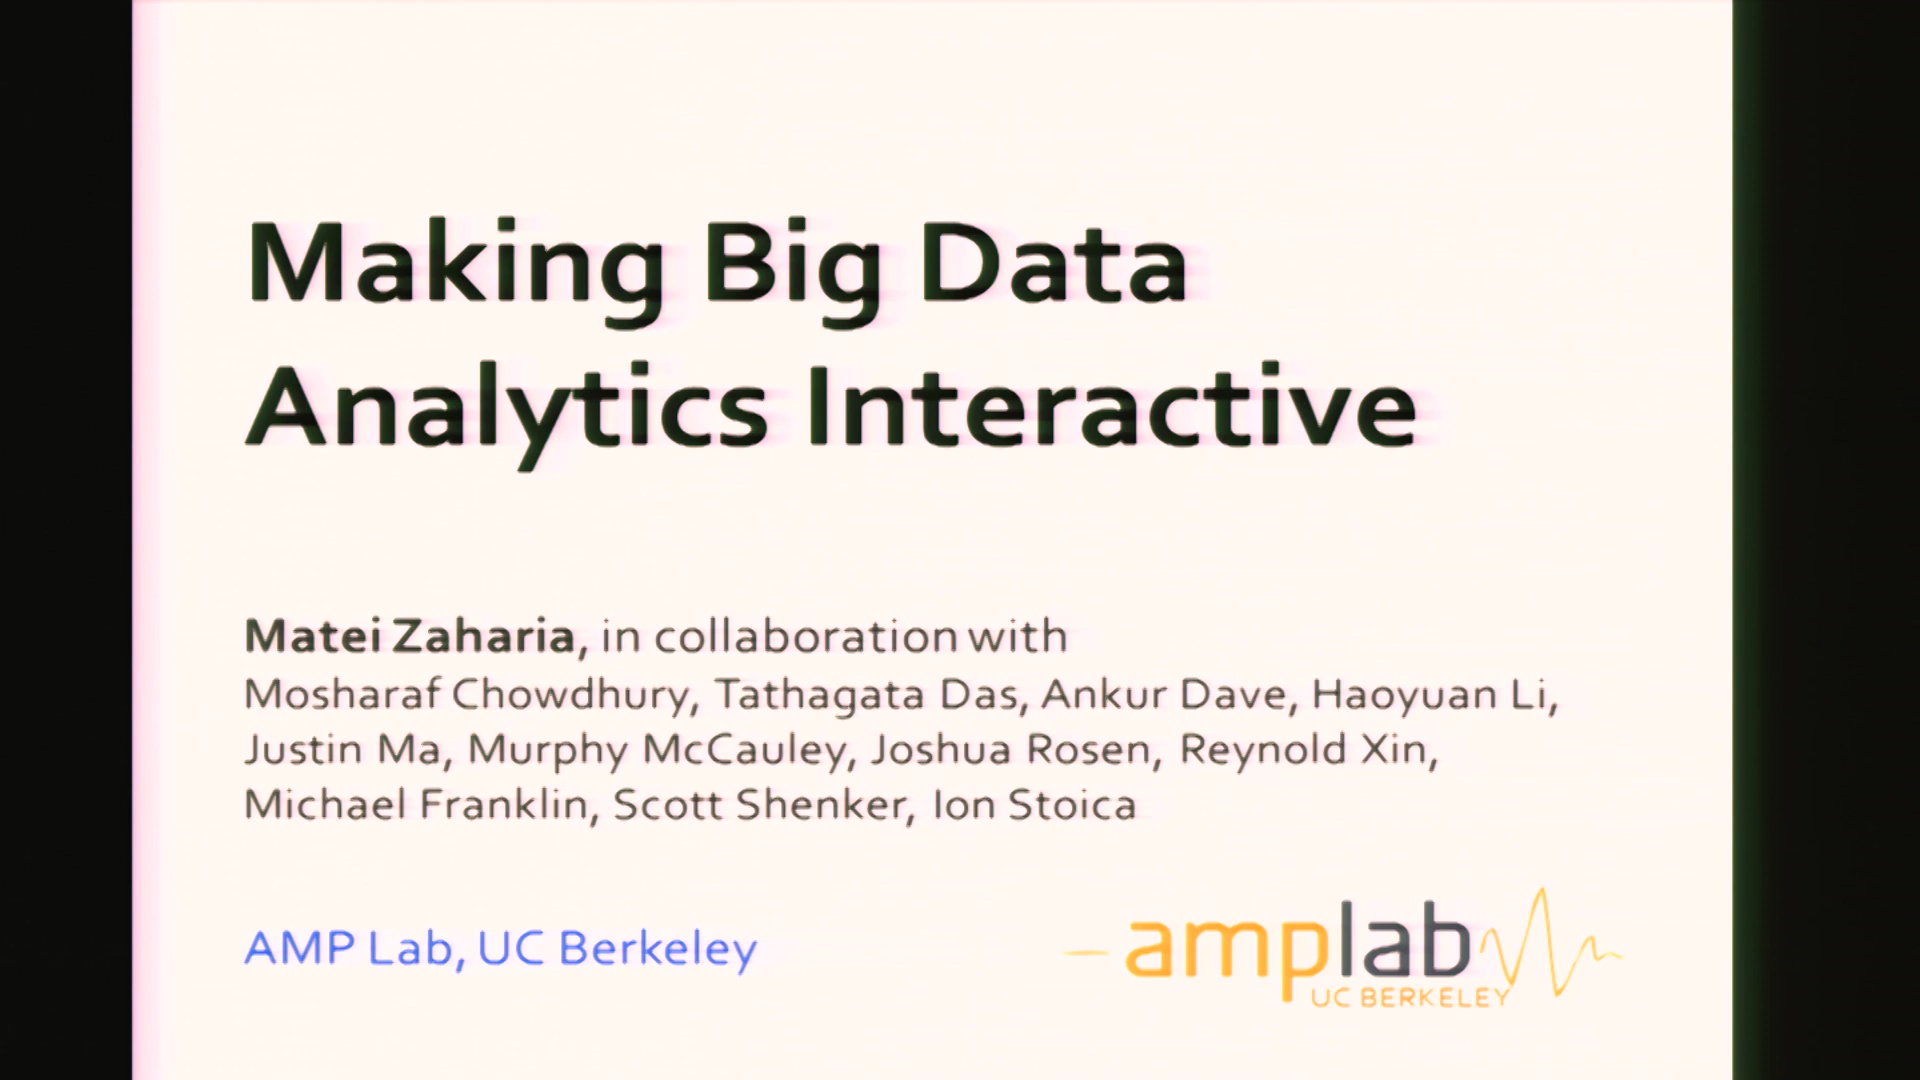 Making Big Data
Analytics Interactive
Matei Zaharia, in collaboration with
Mosharaf Chowdhury, Tathagata Das, Ankur Dave, Haoyuan Li,
Justin Ma, Murphy McCauley, Joshua Rosen, Reynold Xin,
Michael Franklin, Scott Shenker, Ion Stoica
AMP Lab, UC Berkeley
amplab
UC BERKELEY